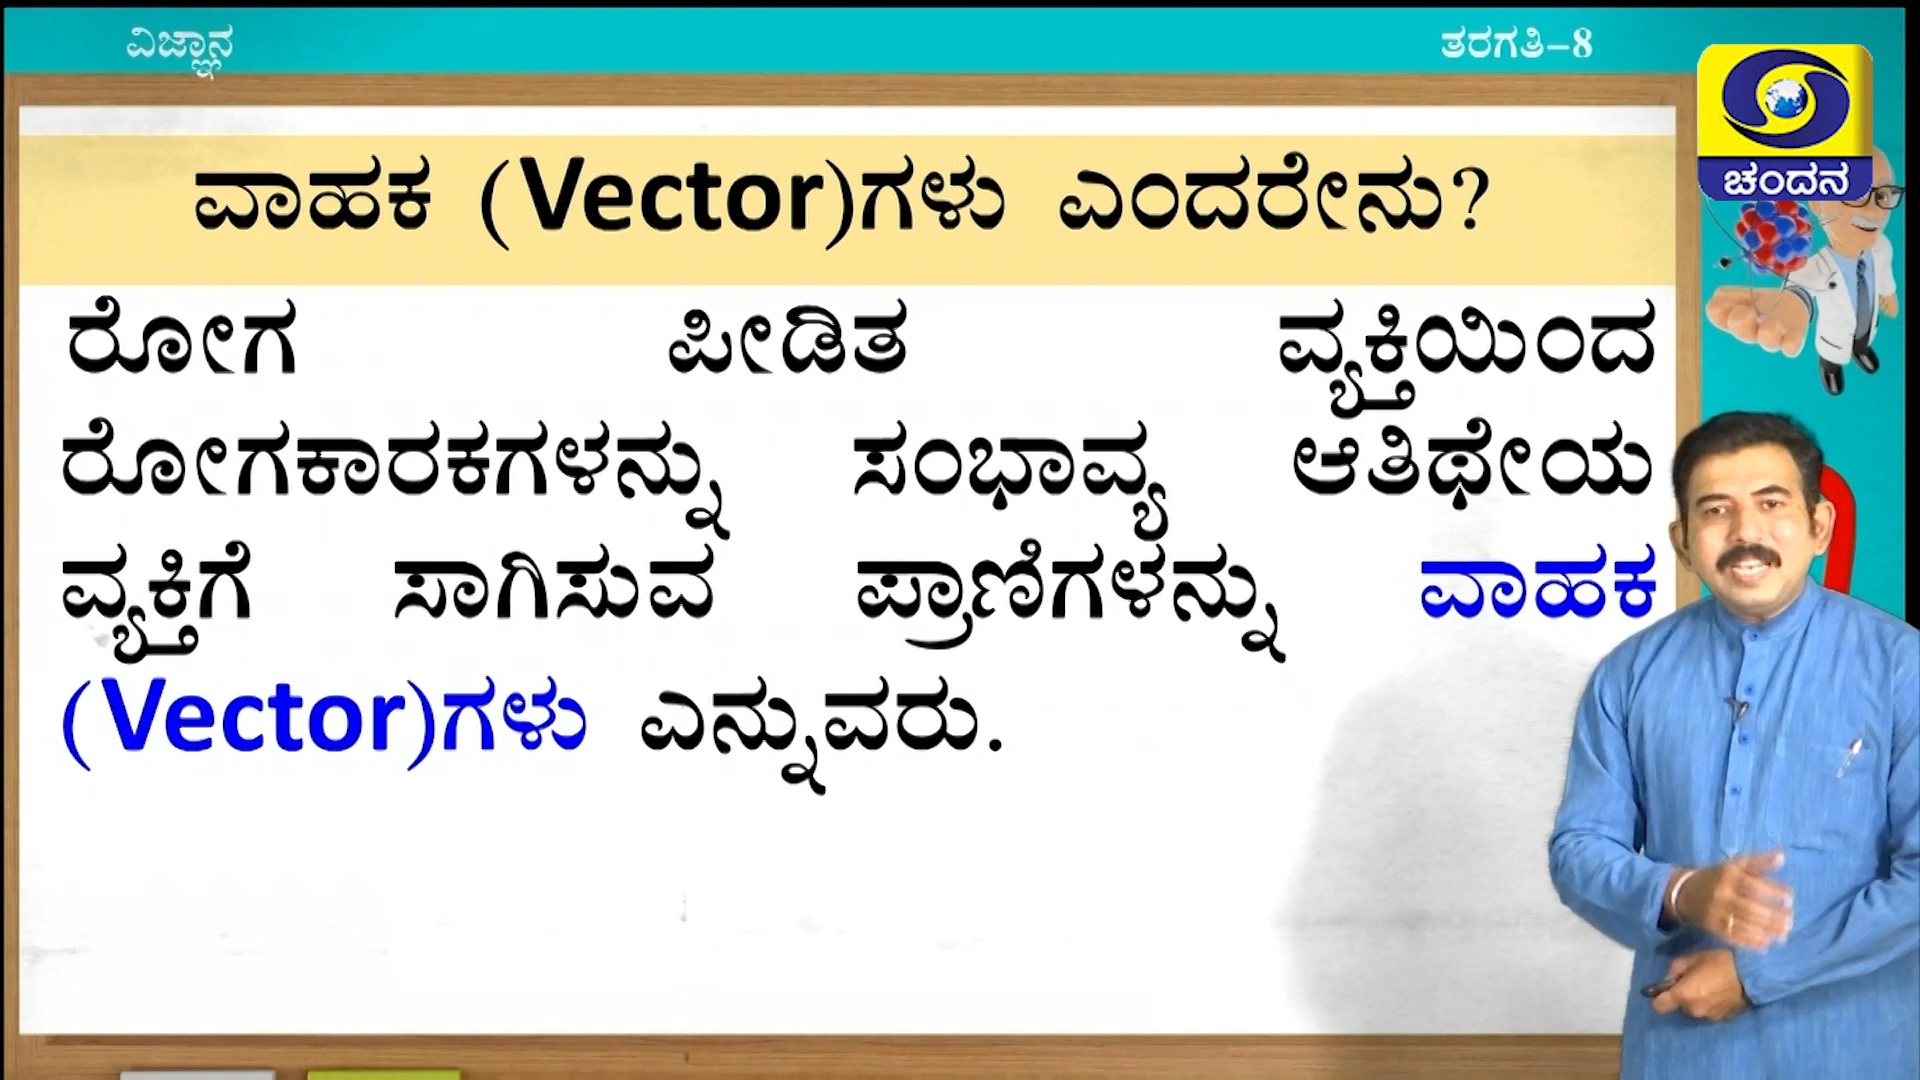 ವಿಜ್ಞಾನ
ತರಗತಿ–8
ಚಂದನ
ವಾಹಕ (Vector)ಗಳು ಎಂದರೇನು?
ರೋಗ ಪೀಡಿತ ವ್ಯಕ್ತಿಯಿಂದ
ರೋಗಕಾರಕಗಳನ್ನು ಸಂಭಾವ್ಯ ಆತಿಥೇಯ
ವ್ಯಕ್ತಿಗೆ ಸಾಗಿಸುವ ಪ್ರಾಣಿಗಳನ್ನು ವಾಹಕ
(Vector)ಗಳು ಎನ್ನುವರು.